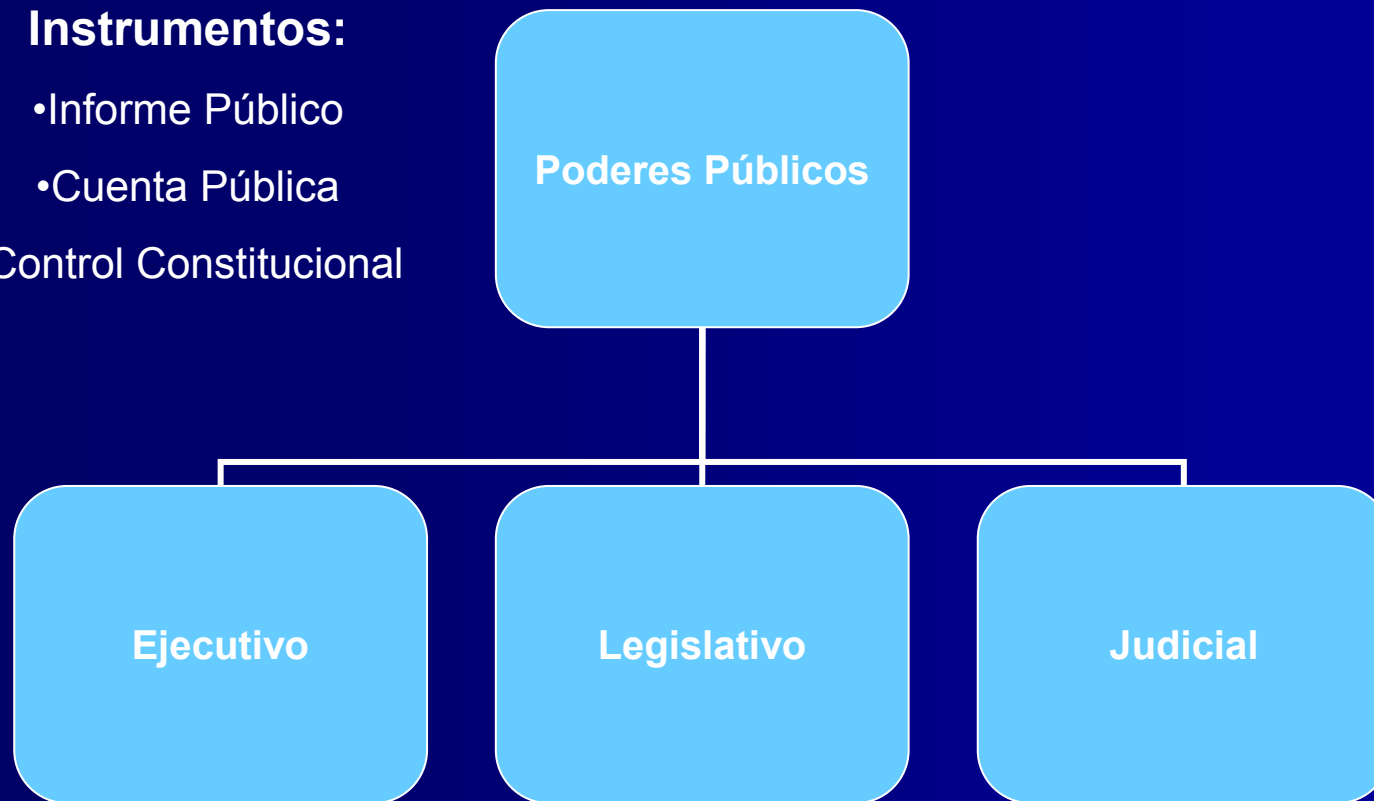 Instrumentos:
•Informe Público
•Cuenta Pública
Control Constitucional
Poderes Públicos
Ejecutivo
Legislativo
Judicial